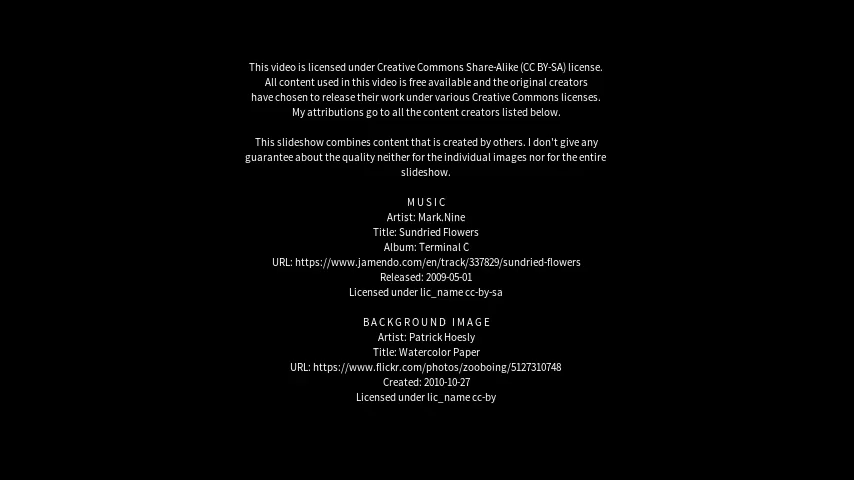 This video is licensed under Creative Commons Share-Alike (CC BY-SA) license.
All content used in this video is free available and the original creators
have chosen to release their work under various Creative Commons licenses.
My attributions go to all the content creators listed below.
This slideshow combines content that is created by others. I don't give any
guarantee about the quality neither for the individual images nor for the entire
slideshow.
MUSIC
Artist: Mark.Nine
Title: Sundried Flowers
Album: Terminal C
URL: https://www.jamendo.com/en/track/337829/sundried-flowers
Released: 2009-05-01
Licensed under lic_name cc-by-sa
BACKGROUND IMAGE
Artist: Patrick Hoesly
Title: Watercolor Paper
URL: https://www.flickr.com/photos/zooboing/5127310748
Created: 2010-10-27
Licensed under lic_name cc-by